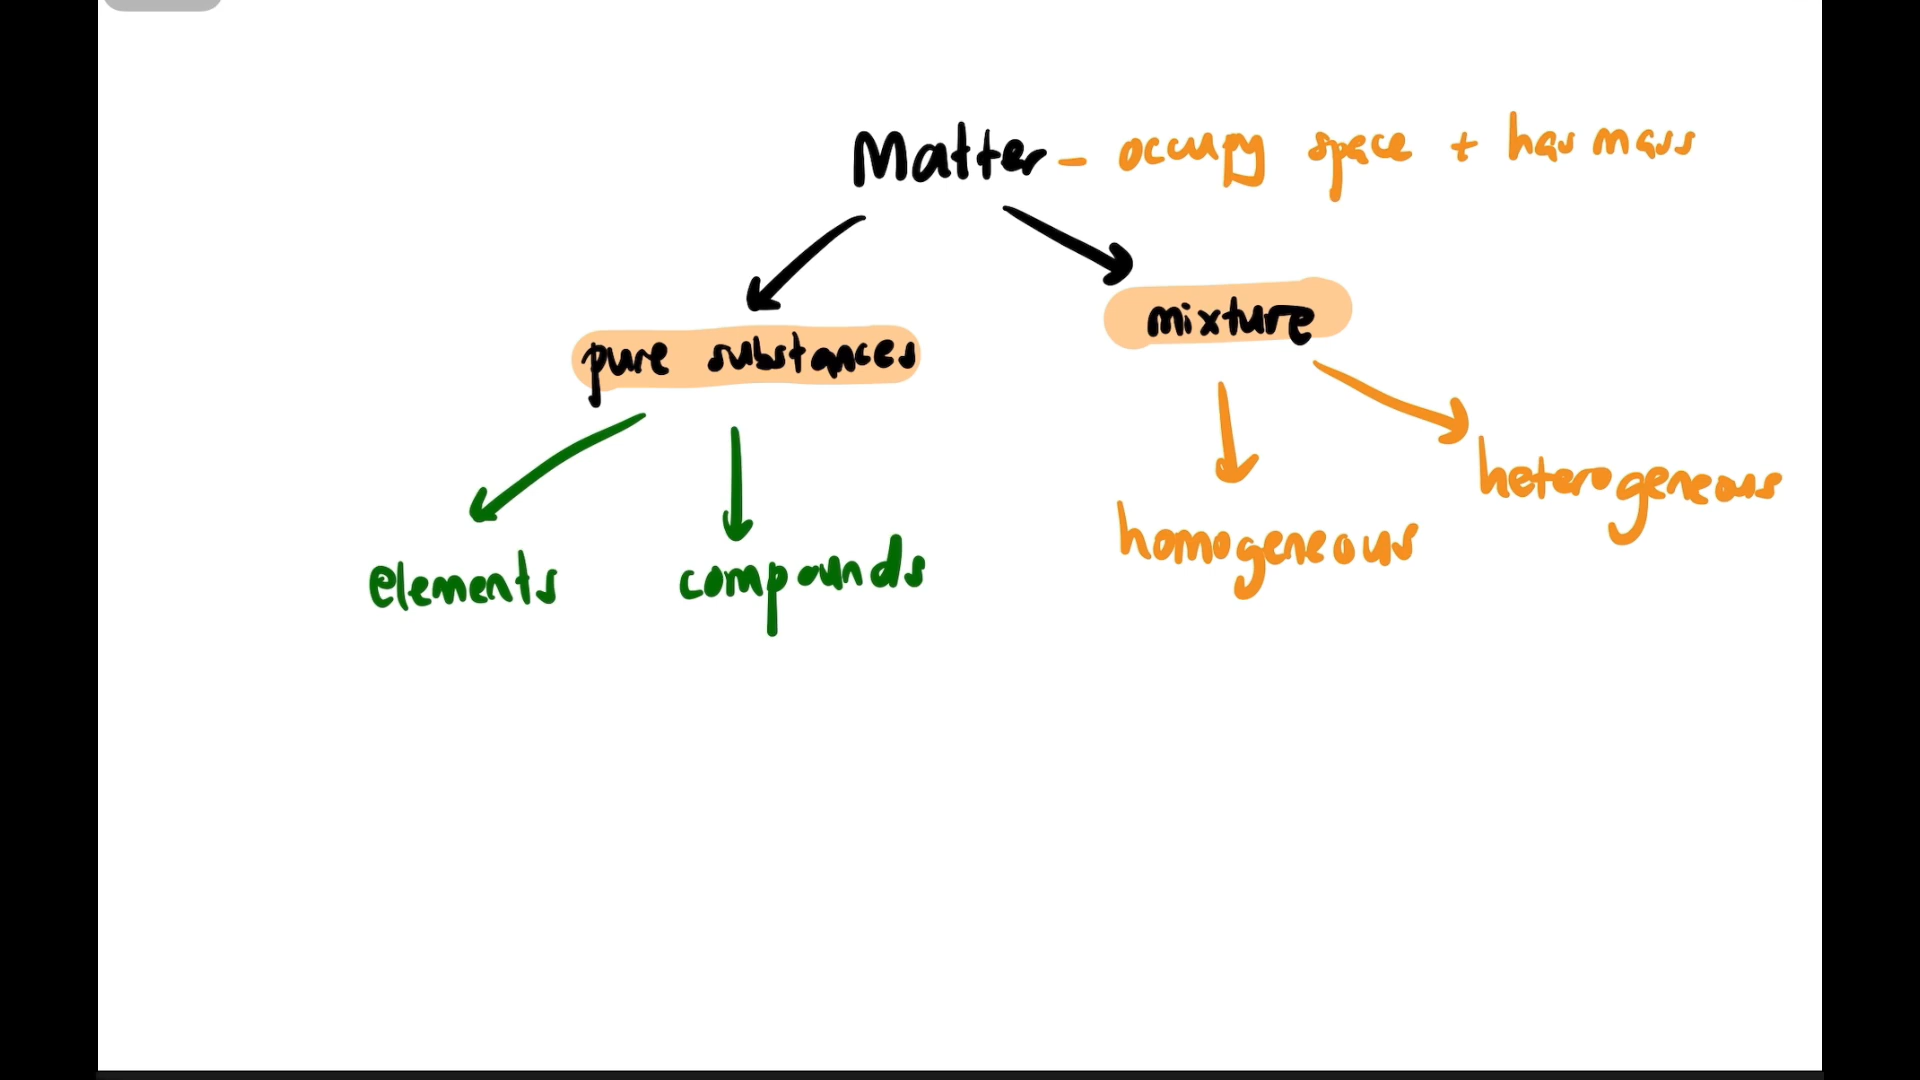 Matter - occupy space + has mass
pure substances
mixture
elements
compounds
homogeneous
heterogeneous